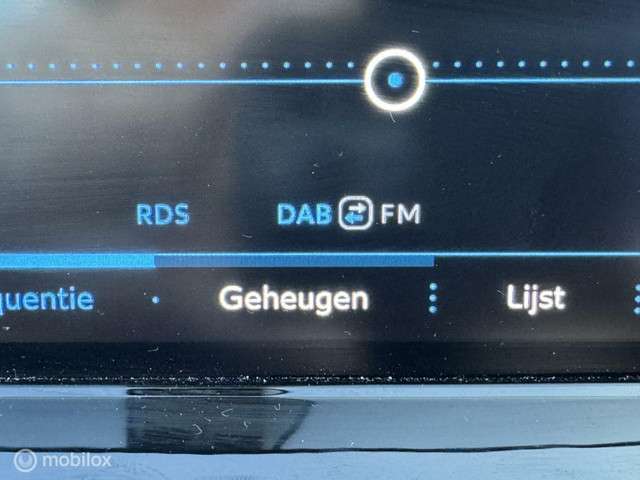 RDS DAB FM
quentie Geheugen Lijst
mobilox